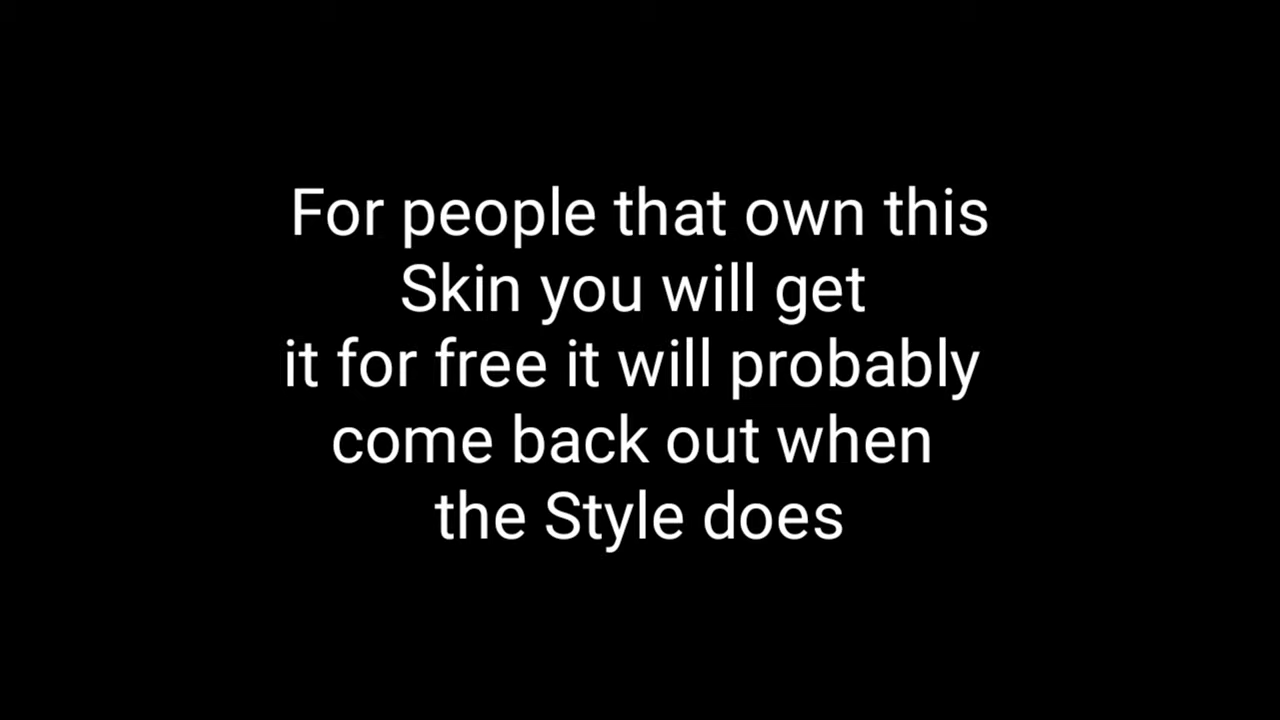 For people that own this
Skin you will get
it for free it will probably
come back out when
the Style does